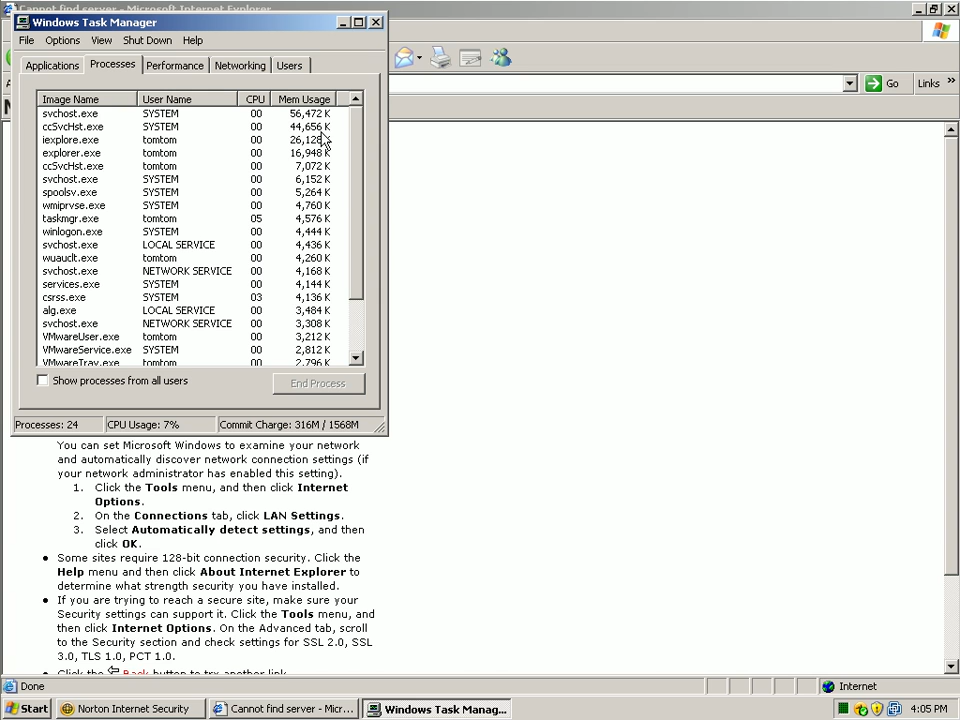 Cannot find server - Microsoft Internet Explorer
Windows Task Manager
File Options View Shut Down Help
Go Links »
Applications Processes Performance Networking Users
Image Name User Name CPU Mem Usage
svchost.exe SYSTEM 00 56,472 K
ccSvcHst.exe SYSTEM 00 44,656 K
iexplore.exe tomtom 00 26,128
explorer.exe tomtom 00 16,948 K
ccSvcHst.exe tomtom 00 7,072 K
svchost.exe SYSTEM 00 6,152 K
spoolsv.exe SYSTEM 00 5,264 K
wmiprvse.exe SYSTEM 00 4,760 K
taskmgr.exe tomtom 05 4,576 K
winlogon.exe SYSTEM 00 4,444 K
svchost.exe LOCAL SERVICE 00 4,436 K
wuauclt.exe tomtom 00 4,260 K
svchost.exe NETWORK SERVICE 00 4,168 K
services.exe SYSTEM 00 4,144 K
csrss.exe SYSTEM 03 4,136 K
alg.exe LOCAL SERVICE 00 3,484 K
svchost.exe NETWORK SERVICE 00 3,308 K
VMwareUser.exe tomtom 00 3,212 K
VMwareService.exe SYSTEM 00 2,812 K
VMwareTray.exe tomtom 00 2,796 K
Show processes from all users
End Process
Processes: 24 CPU Usage: 7% Commit Charge: 316M / 1568M
You can set Microsoft Windows to examine your network
and automatically discover network connection settings (if
your network administrator has enabled this setting).
1. Click the Tools menu, and then click Internet
Options.
2. On the Connections tab, click LAN Settings.
3. Select Automatically detect settings, and then
click OK.
• Some sites require 128-bit connection security. Click the
Help menu and then click About Internet Explorer to
determine what strength security you have installed.
• If you are trying to reach a secure site, make sure your
Security settings can support it. Click the Tools menu, and
then click Internet Options. On the Advanced tab, scroll
to the Security section and check settings for SSL 2.0, SSL
3.0, TLS 1.0, PCT 1.0.
• Click the Back button to try another link.
Done Internet
Start Norton Internet Security Cannot find server - Micr... Windows Task Manag... 4:05 PM